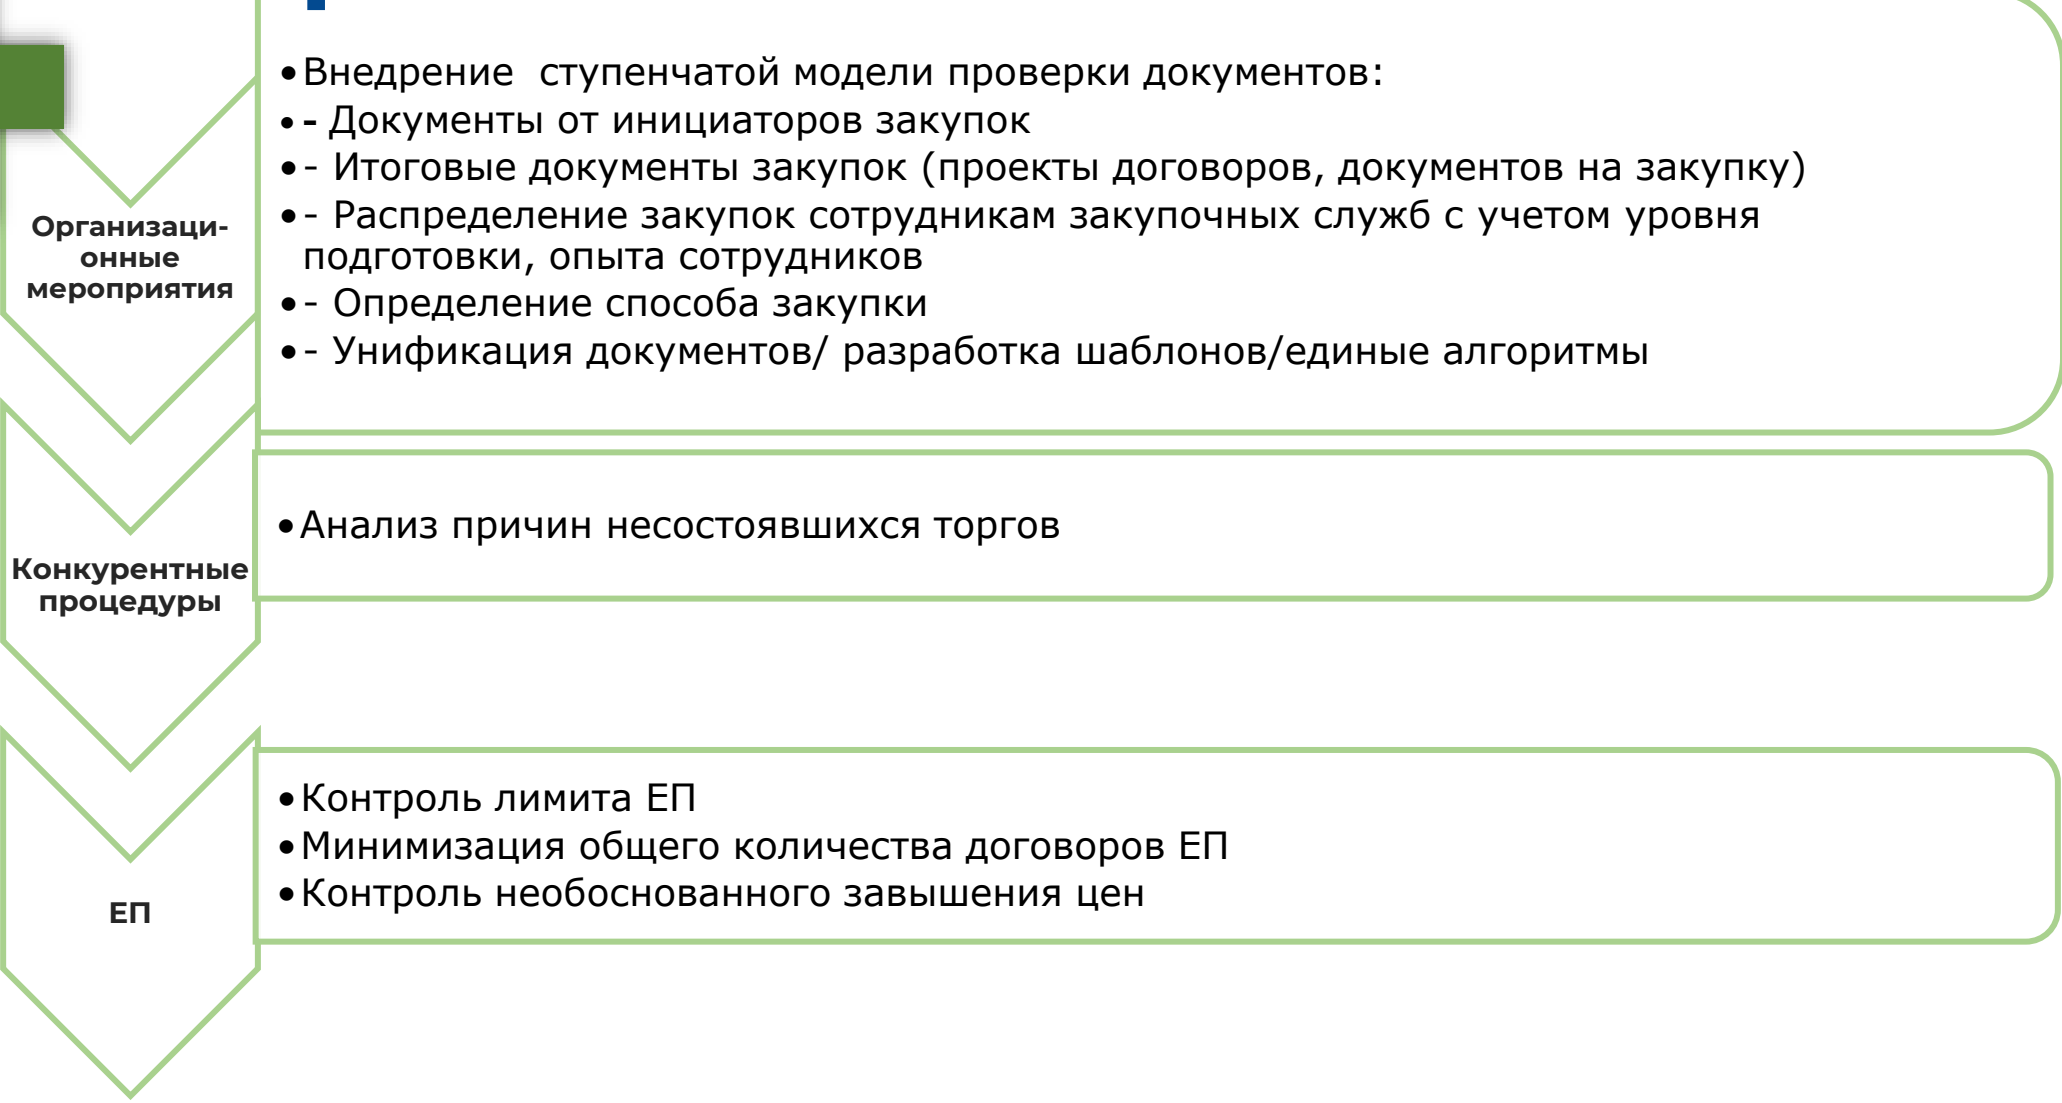 •Внедрение  ступенчатой модели проверки документов:
•- Документы от инициаторов закупок
•- Итоговые документы закупок (проекты договоров, документов на закупку)
•- Распределение закупок сотрудникам закупочных служб с учетом уровня
подготовки, опыта сотрудников
•- Определение способа закупки
•- Унификация документов/ разработка шаблонов/единые алгоритмы
Организаци-
онные
мероприятия
•Анализ причин несостоявшихся торгов
Конкурентные
процедуры
•Контроль лимита ЕП
•Минимизация общего количества договоров ЕП
•Контроль необоснованного завышения цен
ЕП